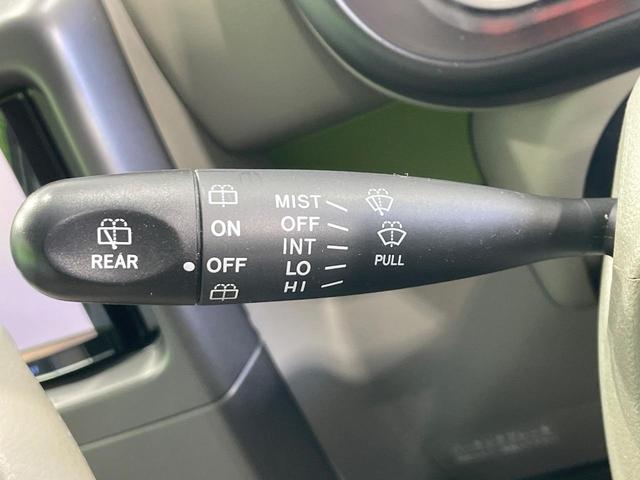 REAR
ON
OFF
MIST
OFF
INT
LO
HI
PULL